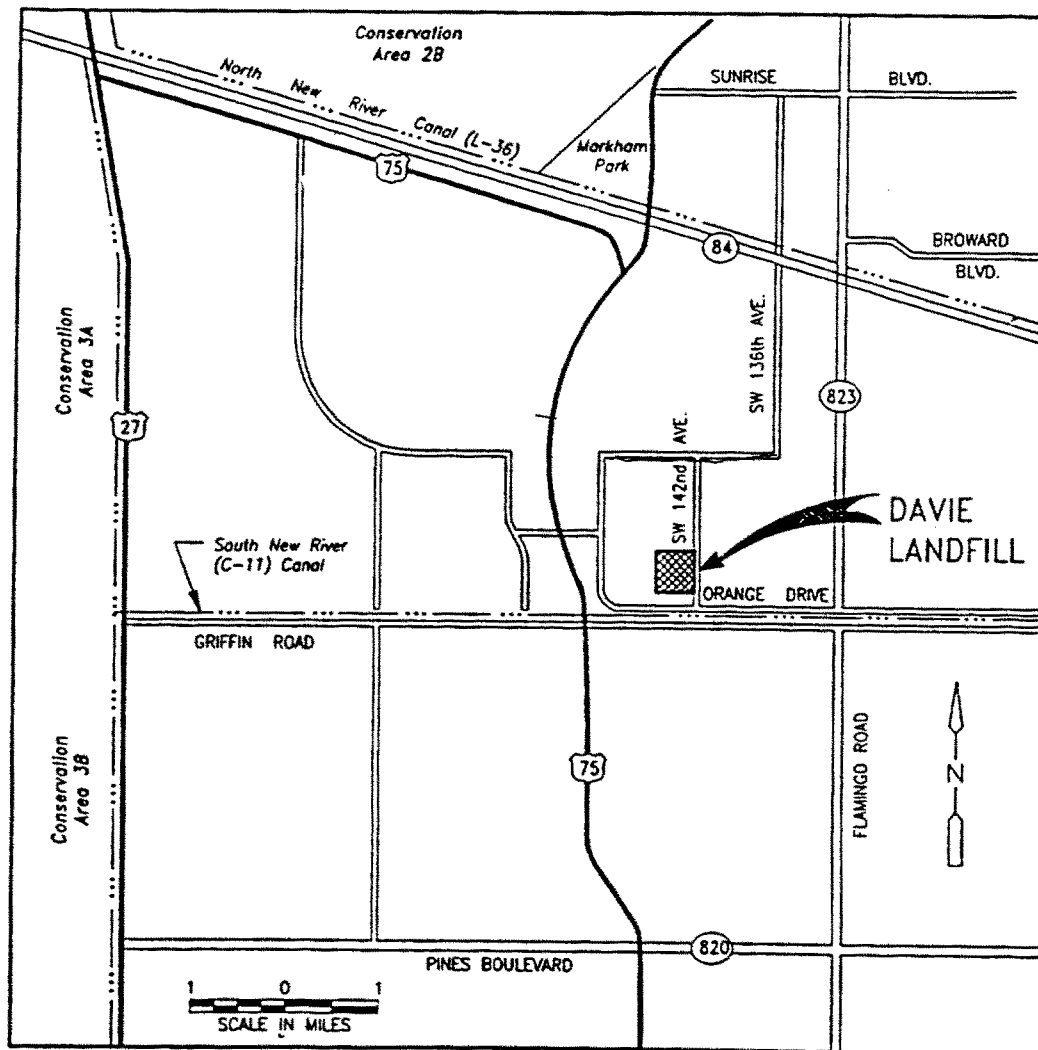 Conservation
Area 2B
SUNRISE BLVD.
North New River Canal (L-36)
Markham
Park
75
84
BROWARD
BLVD.
Conservation
Area 3A
SW 136th AVE.
823
27
SW 142nd AVE.
DAVIE
LANDFILL
South New River
(C-11) Canal
ORANGE DRIVE
GRIFFIN ROAD
Conservation
Area 3B
75
FLAMINGO ROAD
N
820
PINES BOULEVARD
1 0 1
SCALE IN MILES